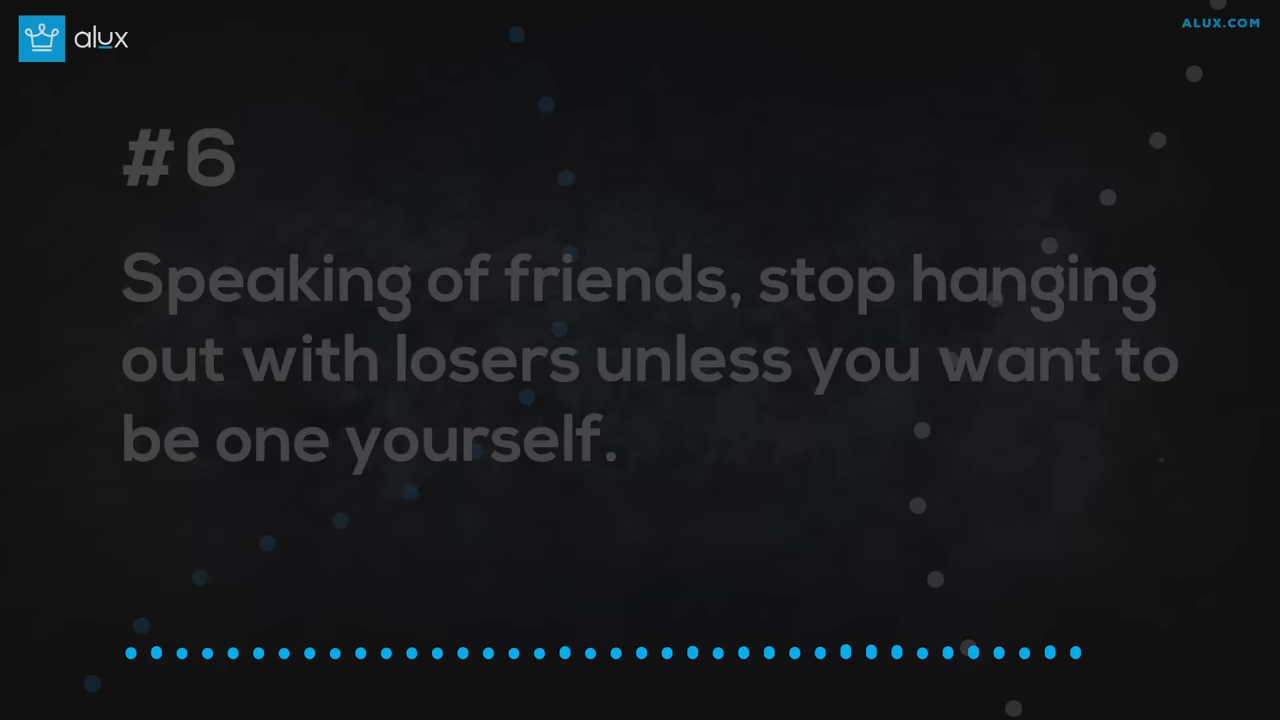 alux
ALUX.COM
#6
Speaking of friends, stop hanging
out with losers unless you want to
be one yourself.